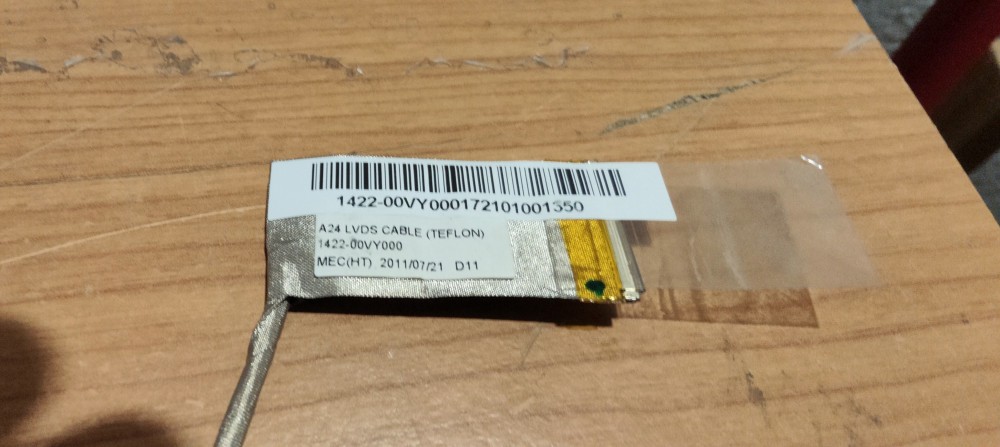 1422-00VY000172101001350
A24 LVDS CABLE (TEFLON)
1422-00VY000
MEC(HT) 2011/07/21 D11